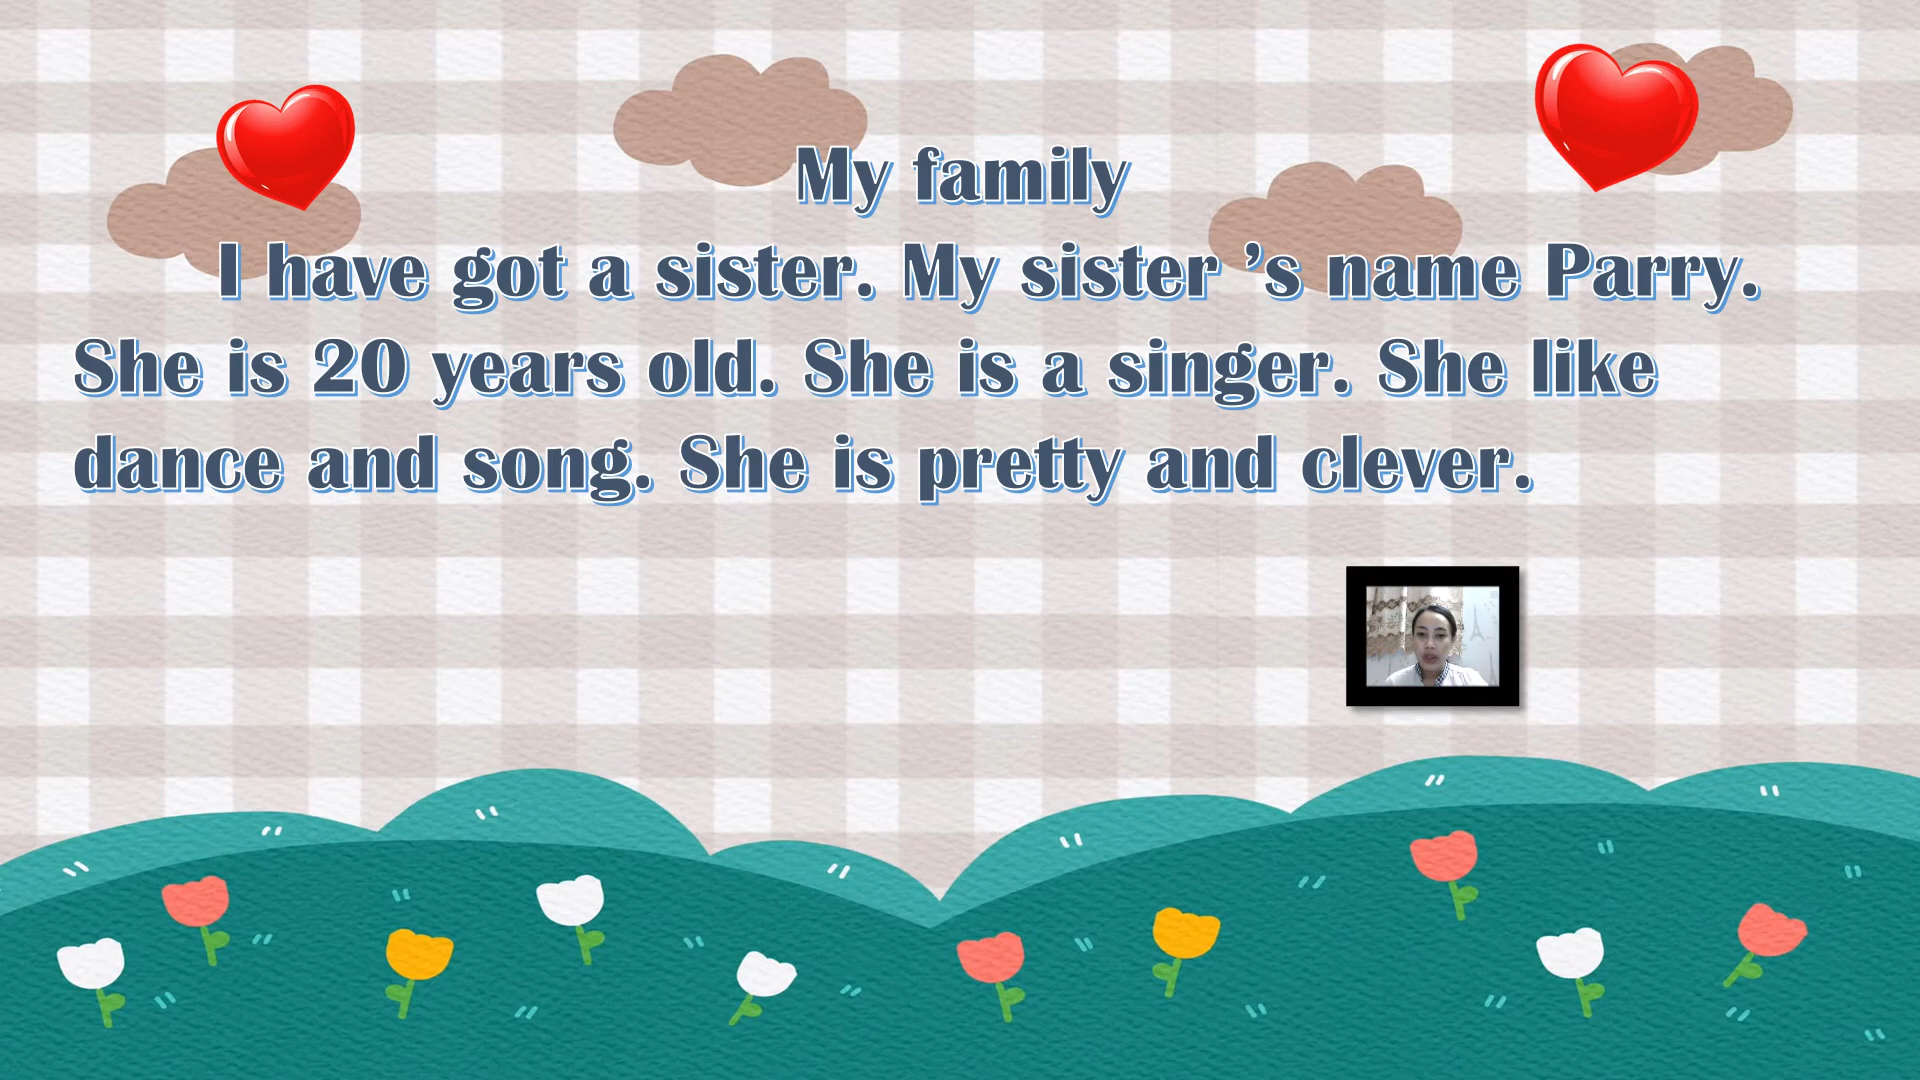 My family
I have got a sister. My sister ’s name Parry.
She is 20 years old. She is a singer. She like
dance and song. She is pretty and clever.